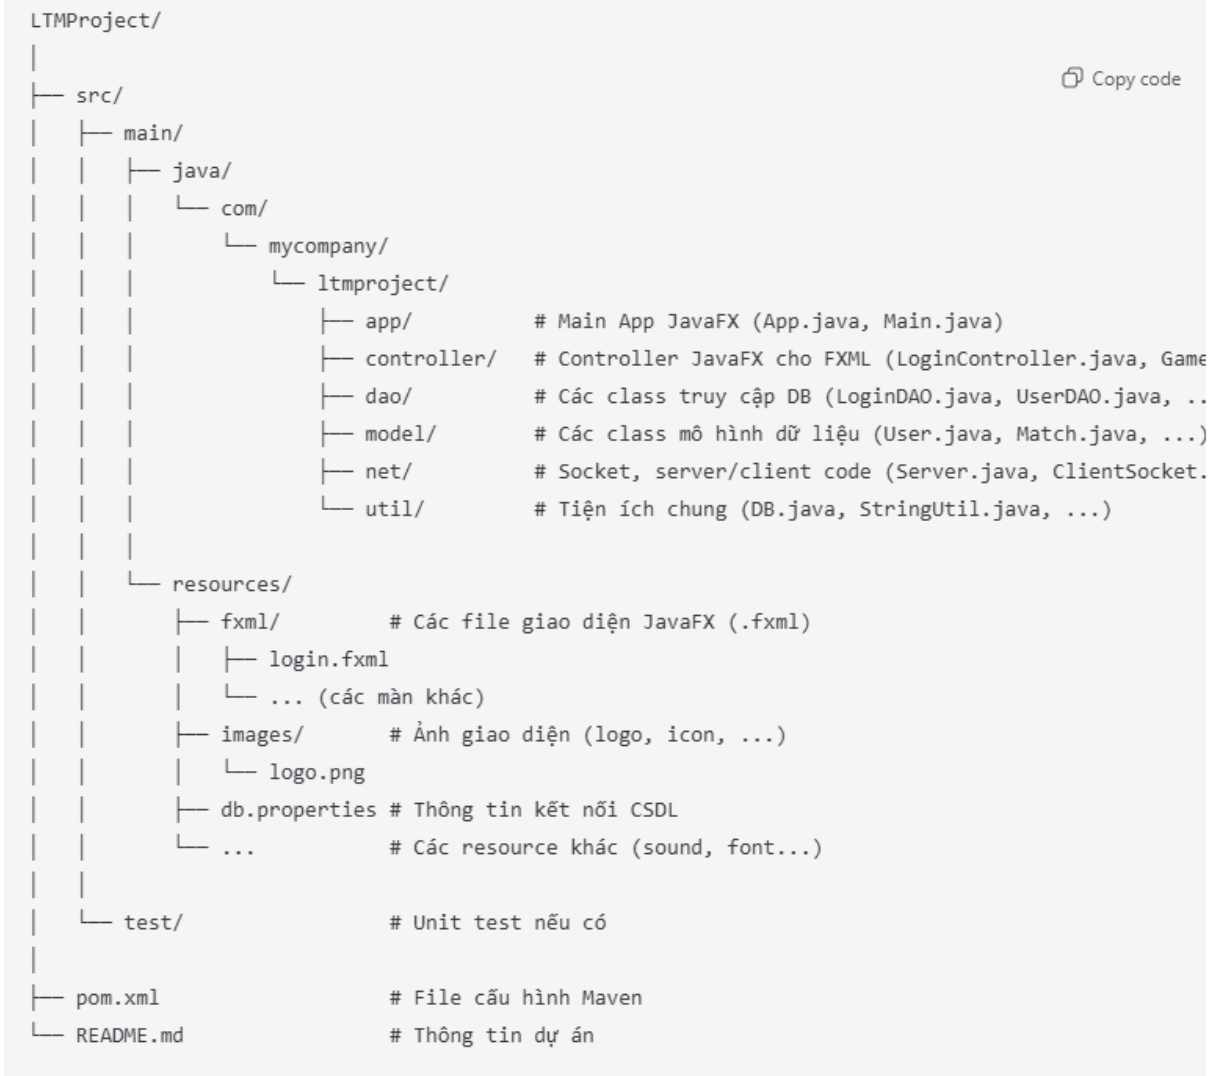 LTMProject/
│
Copy code
├── src/
│   ├── main/
│   │   ├── java/
│   │   │   └── com/
│   │   │       └── mycompany/
│   │   │           └── ltmproject/
│   │   │               ├── app/          # Main App JavaFX (App.java, Main.java)
│   │   │               ├── controller/   # Controller JavaFX cho FXML (LoginController.java, Game
│   │   │               ├── dao/          # Các class truy cập DB (LoginDAO.java, UserDAO.java, ..
│   │   │               ├── model/        # Các class mô hình dữ liệu (User.java, Match.java, ...)
│   │   │               ├── net/          # Socket, server/client code (Server.java, ClientSocket.
│   │   │               └── util/         # Tiện ích chung (DB.java, StringUtil.java, ...)
│   │   │
│   │   └── resources/
│   │       ├── fxml/         # Các file giao diện JavaFX (.fxml)
│   │       │   ├── login.fxml
│   │       │   └── ... (các màn khác)
│   │       ├── images/       # Ảnh giao diện (logo, icon, ...)
│   │       │   └── logo.png
│   │       ├── db.properties # Thông tin kết nối CSDL
│   │       └── ...           # Các resource khác (sound, font...)
│   │
│   └── test/                 # Unit test nếu có
│
├── pom.xml                   # File cấu hình Maven
└── README.md                 # Thông tin dự án